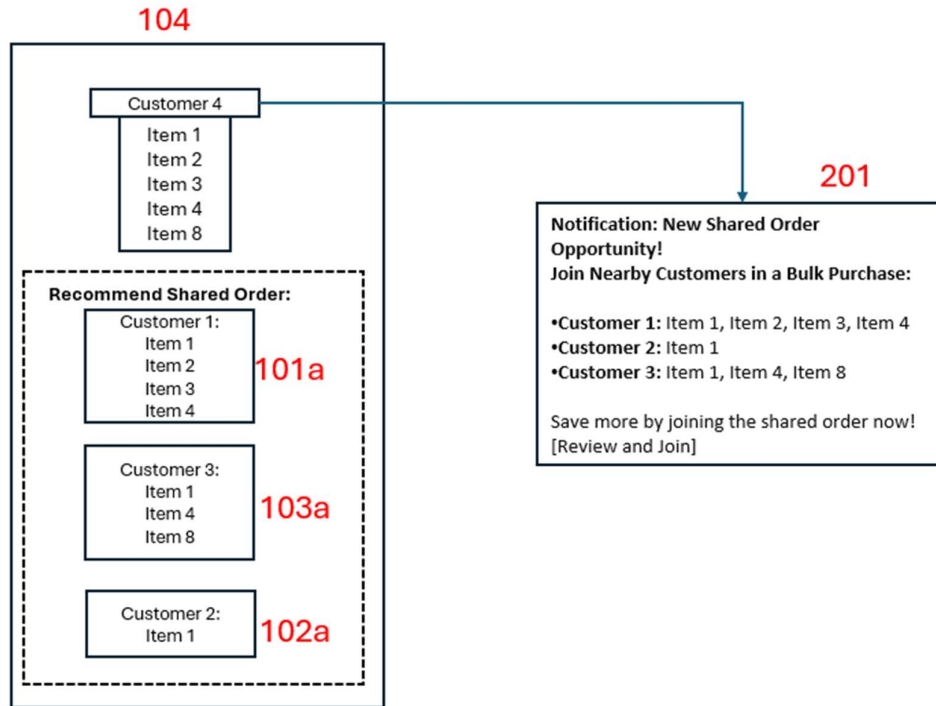 104
Customer 4
Item 1
Item 2
Item 3
Item 4
Item 8
Recommend Shared Order:
Customer 1:
Item 1
Item 2
Item 3
Item 4
101a
Customer 3:
Item 1
Item 4
Item 8
103a
Customer 2:
Item 1
102a
201
Notification: New Shared Order
Opportunity!
Join Nearby Customers in a Bulk Purchase:
•Customer 1: Item 1, Item 2, Item 3, Item 4
•Customer 2: Item 1
•Customer 3: Item 1, Item 4, Item 8
Save more by joining the shared order now!
[Review and Join]